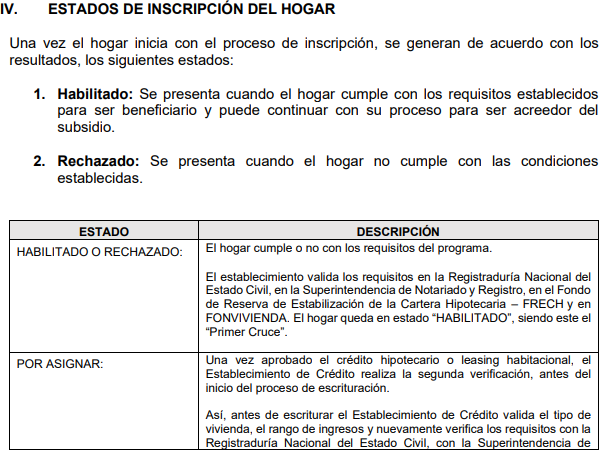 IV. ESTADOS DE INSCRIPCIÓN DEL HOGAR
Una vez el hogar inicia con el proceso de inscripción, se generan de acuerdo con los
resultados, los siguientes estados:
1. Habilitado: Se presenta cuando el hogar cumple con los requisitos establecidos
para ser beneficiario y puede continuar con su proceso para ser acreedor del
subsidio.
2. Rechazado: Se presenta cuando el hogar no cumple con las condiciones
establecidas.
ESTADO DESCRIPCIÓN
HABILITADO O RECHAZADO: El hogar cumple o no con los requisitos del programa.
El establecimiento valida los requisitos en la Registraduría Nacional del
Estado Civil, en la Superintendencia de Notariado y Registro, en el Fondo
de Reserva de Estabilización de la Cartera Hipotecaria – FRECH y en
FONVIVIENDA. El hogar queda en estado “HABILITADO”, siendo este el
“Primer Cruce”.
POR ASIGNAR: Una vez aprobado el crédito hipotecario o leasing habitacional, el
Establecimiento de Crédito realiza la segunda verificación, antes del
inicio del proceso de escrituración.
Así, antes de escriturar el Establecimiento de Crédito valida el tipo de
vivienda, el rango de ingresos y nuevamente verifica los requisitos con la
Registraduría Nacional del Estado Civil, con la Superintendencia de